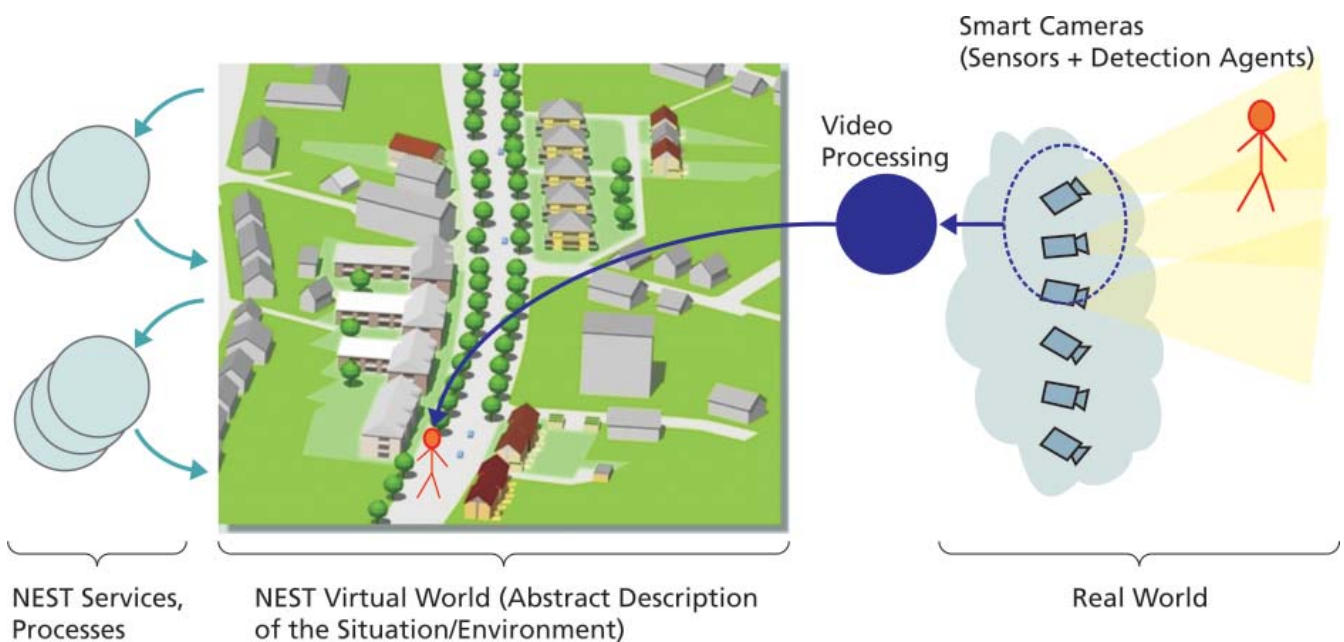 Smart Cameras
(Sensors + Detection Agents)
Video
Processing
NEST Services,
Processes
NEST Virtual World (Abstract Description
of the Situation/Environment)
Real World